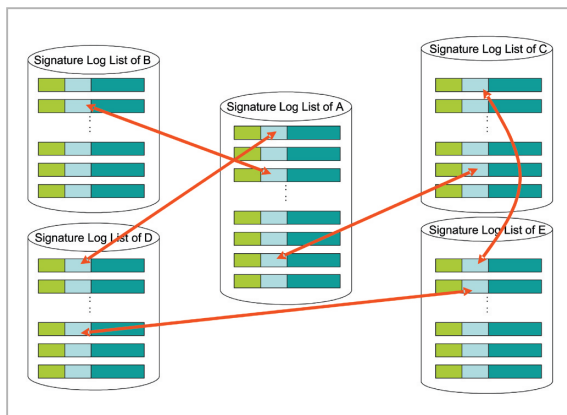 Signature Log List of B
Signature Log List of C
Signature Log List of A
Signature Log List of D
Signature Log List of E